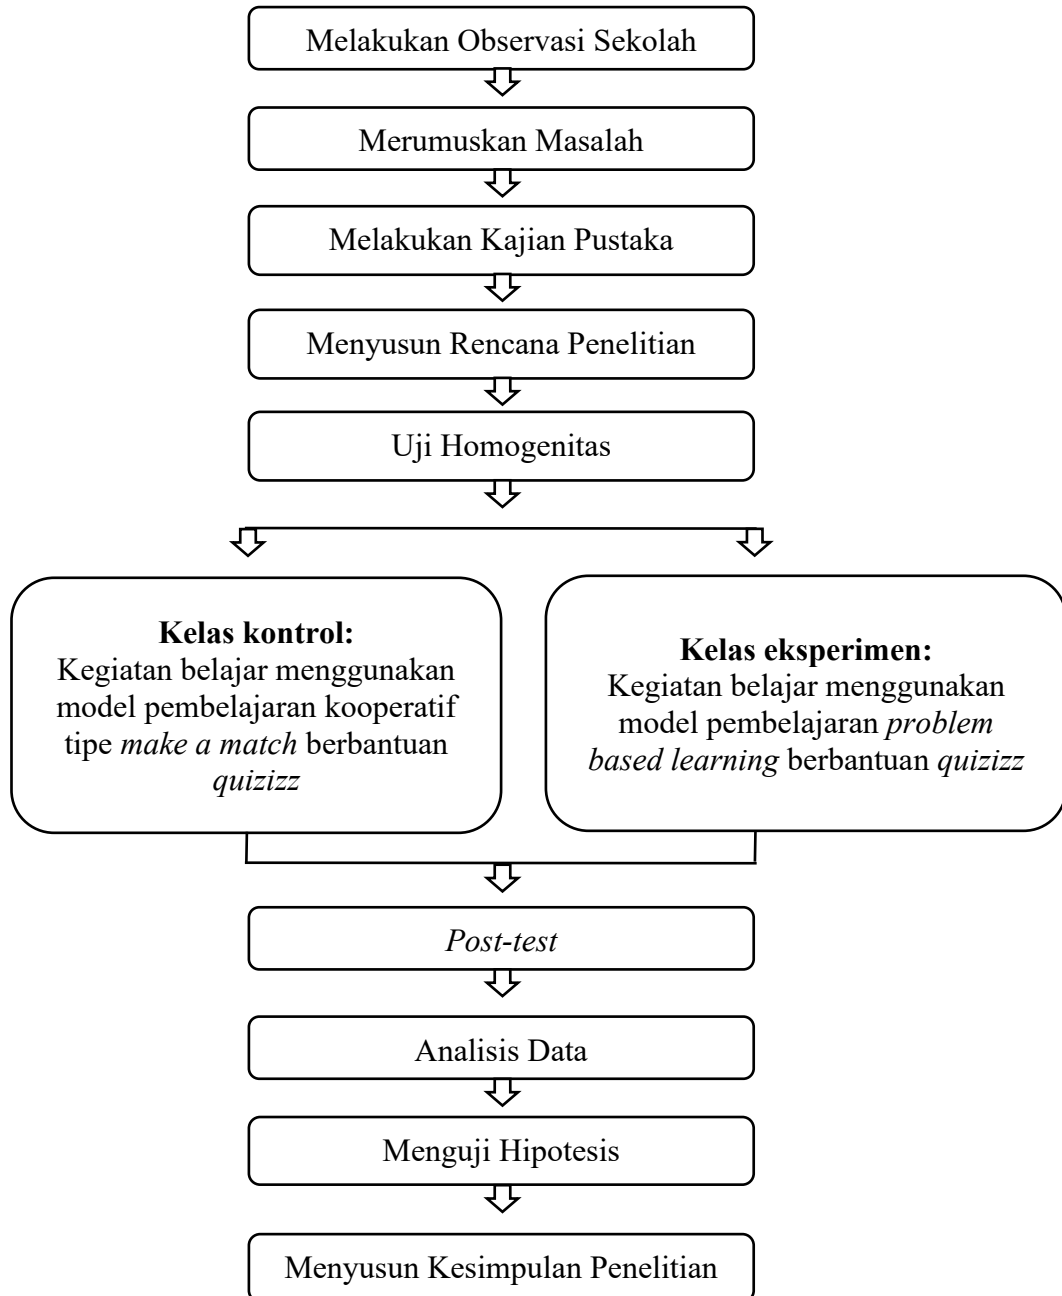 Melakukan Observasi Sekolah
Merumuskan Masalah
Melakukan Kajian Pustaka
Menyusun Rencana Penelitian
Uji Homogenitas
Kelas kontrol:
Kegiatan belajar menggunakan
model pembelajaran kooperatif
tipe make a match berbantuan
quizizz
Kelas eksperimen:
Kegiatan belajar menggunakan
model pembelajaran problem
based learning berbantuan quizizz
Post-test
Analisis Data
Menguji Hipotesis
Menyusun Kesimpulan Penelitian